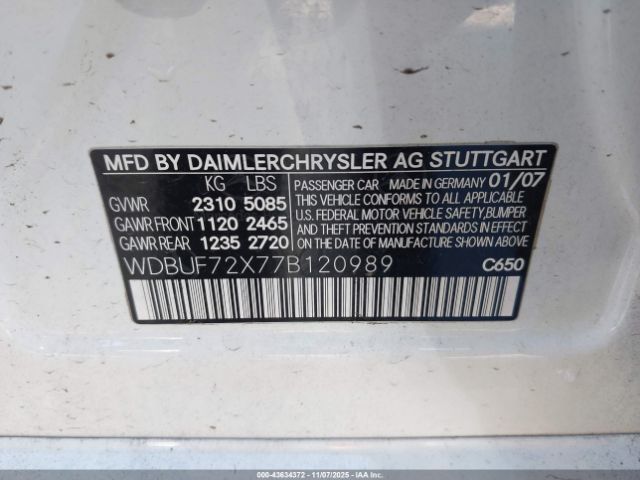 MFD BY DAIMLERCHRYSLER AG STUTTGART
KG LBS
GVWR 2310 5085
GAWR FRONT 1120 2465
GAWR REAR 1235 2720
PASSENGER CAR MADE IN GERMANY 01/07
THIS VEHICLE CONFORMS TO ALL APPLICABLE
U.S. FEDERAL MOTOR VEHICLE SAFETY, BUMPER
AND THEFT PREVENTION STANDARDS IN EFFECT
ON THE DATE OF MANUFACTURE SHOWN ABOVE.
WDBUF72X77B120989 C650
000-43634372 - 11/07/2025 - IAAI.COM